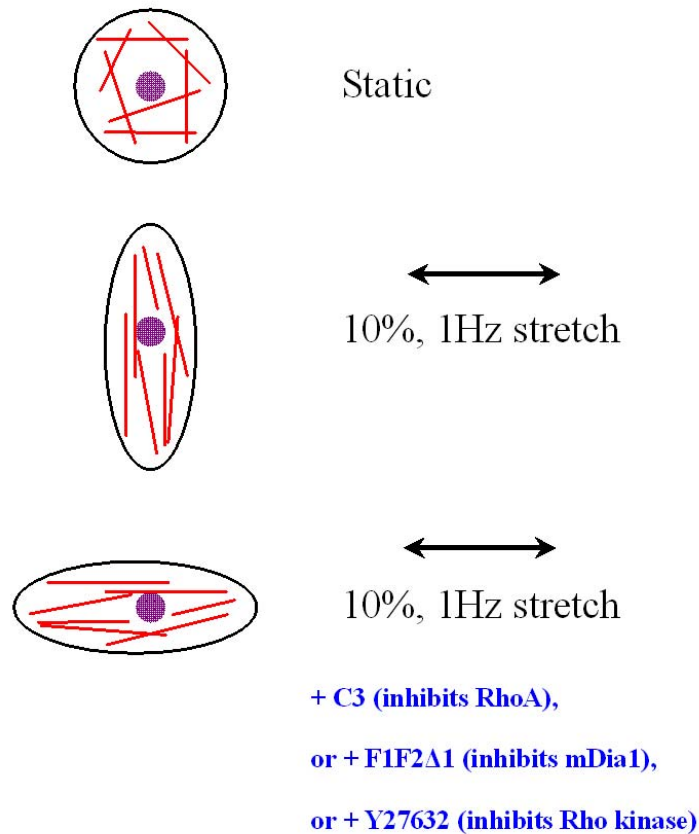 Static
10%, 1Hz stretch
10%, 1Hz stretch
+ C3 (inhibits RhoA),
or + F1F2Δ1 (inhibits mDia1),
or + Y27632 (inhibits Rho kinase)